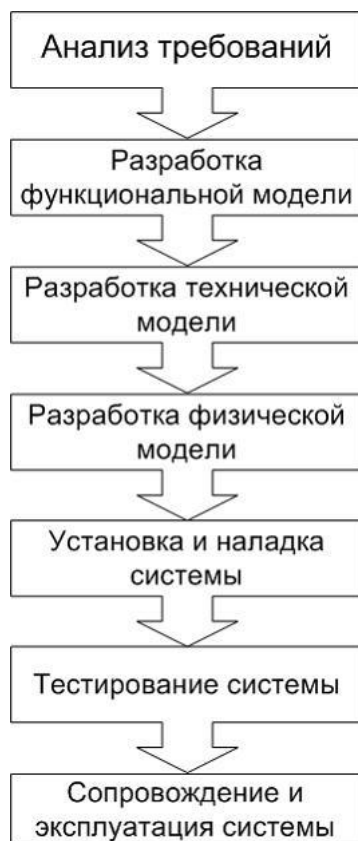 Анализ требований
Разработка
функциональной модели
Разработка технической
модели
Разработка физической
модели
Установка и наладка
системы
Тестирование системы
Сопровождение и
эксплуатация системы